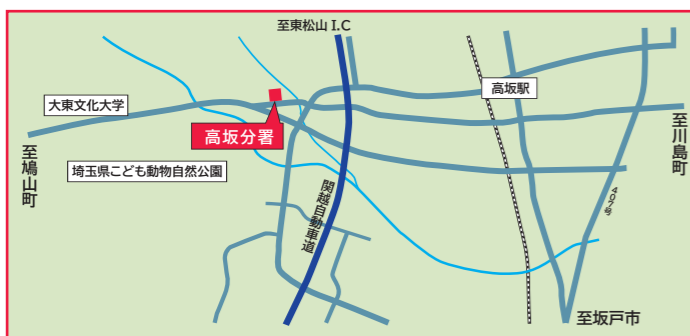 至東松山 I.C
大東文化大学
高坂駅
高坂分署
至鳩山町
至川島町
埼玉県こども動物自然公園
関越自動車道
407号
至坂戸市